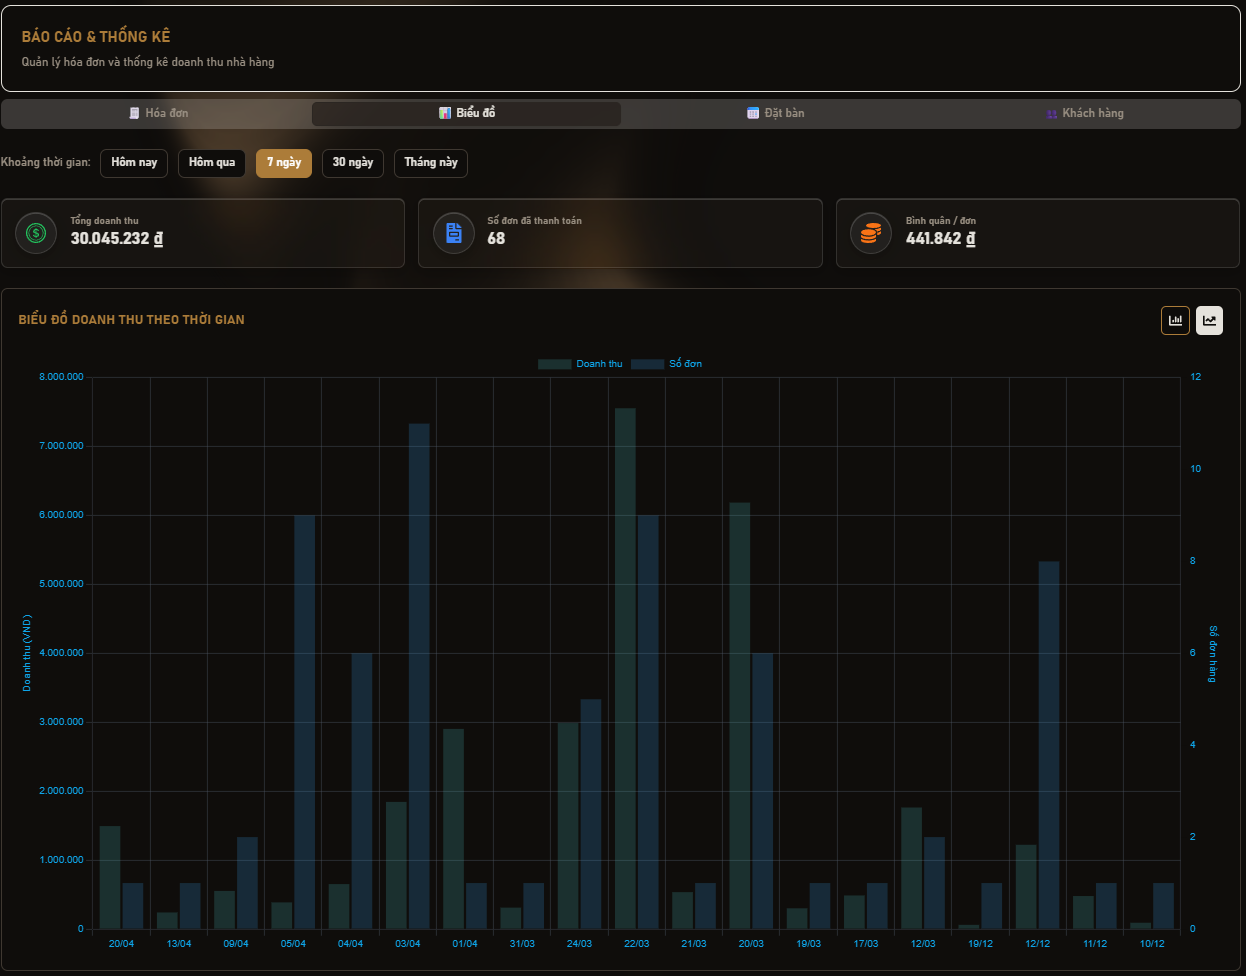 BÁO CÁO & THỐNG KÊ
Quản lý hóa đơn và thống kê doanh thu nhà hàng
Hóa đơn
Biểu đồ
Đặt bàn
Khách hàng
Khoảng thời gian:
Hôm nay
Hôm qua
7 ngày
30 ngày
Tháng này
Tổng doanh thu
30.045.232 ₫
Số đơn đã thanh toán
68
Bình quân / đơn
441.842 ₫
BIỂU ĐỒ DOANH THU THEO THỜI GIAN
Doanh thu
Số đơn
8.000.000
7.000.000
6.000.000
5.000.000
4.000.000
3.000.000
2.000.000
1.000.000
0
Doanh thu (VND)
12
10
8
6
4
2
0
Số đơn hàng
20/04 13/04 09/04 05/04 04/04 03/04 01/04 31/03 24/03 22/03 21/03 20/03 19/03 17/03 12/03 19/12 12/12 11/12 10/12